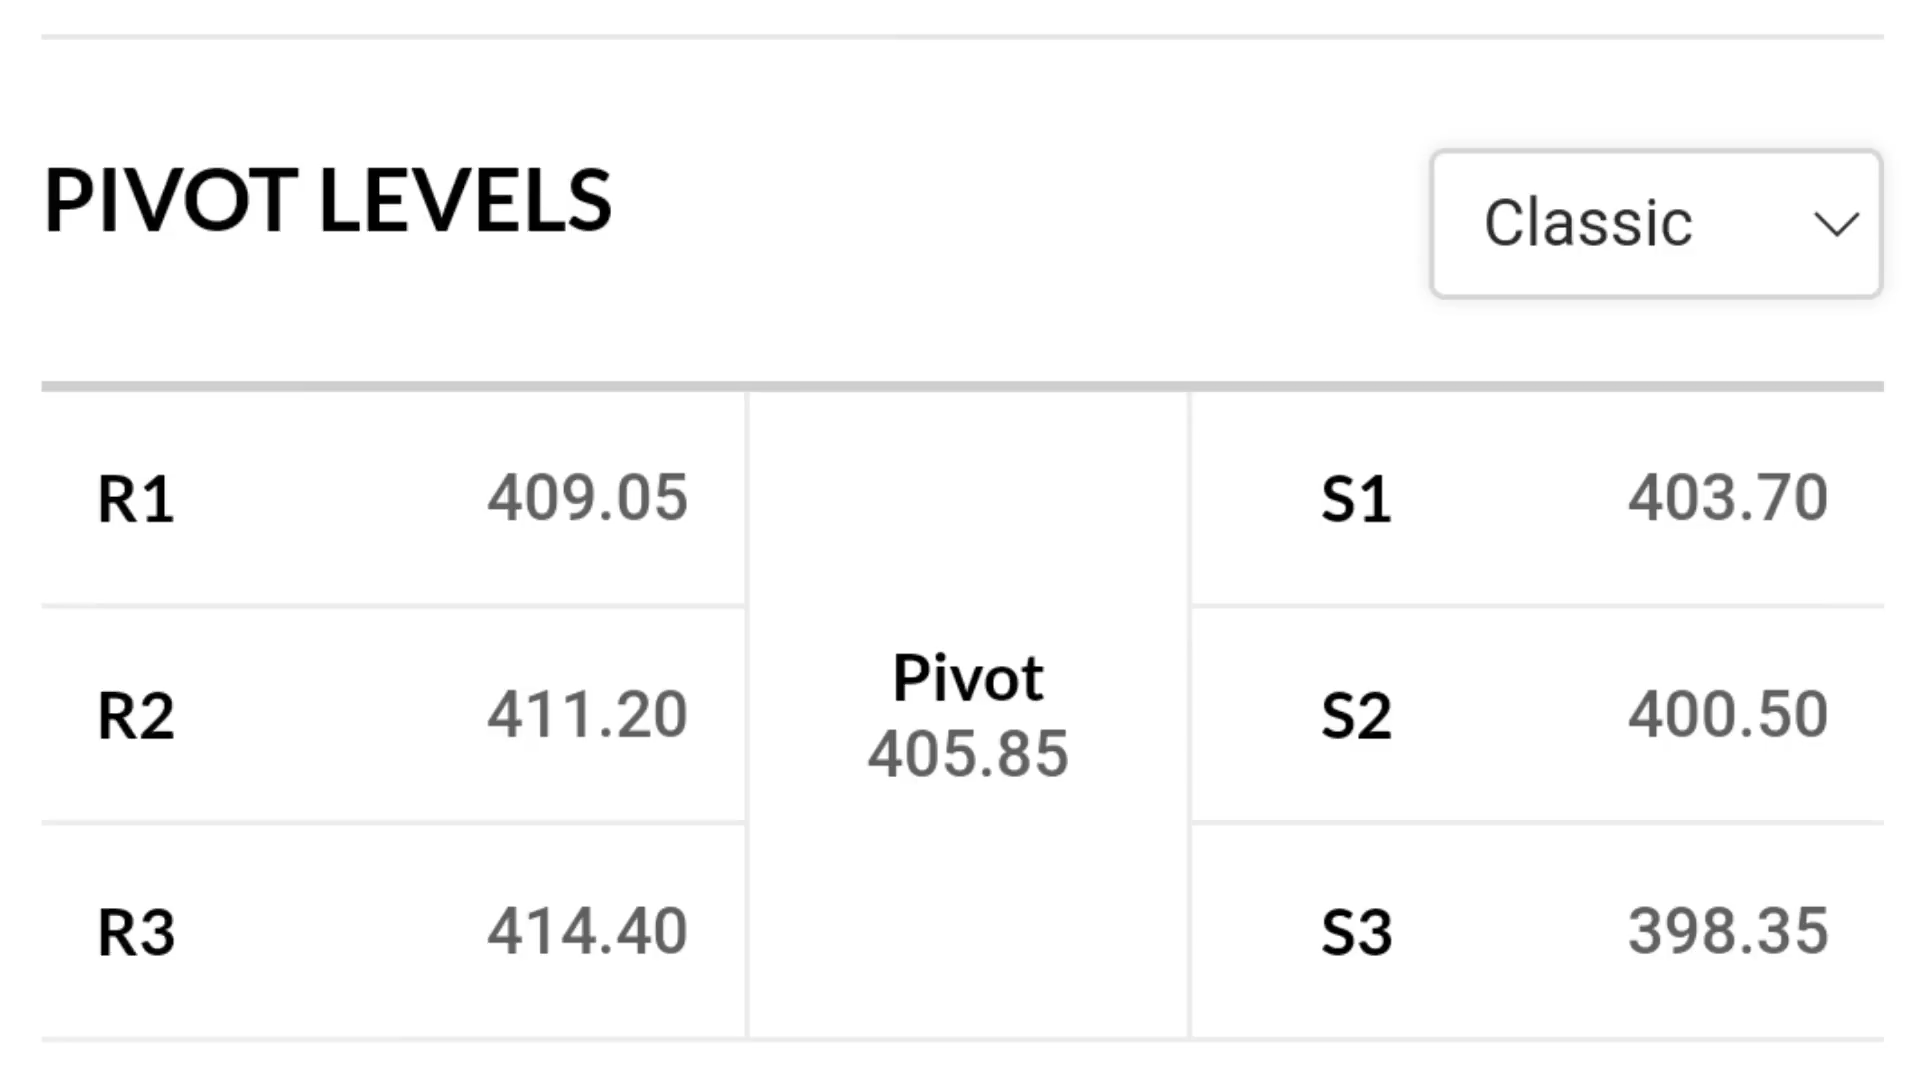 PIVOT LEVELS
Classic
R1 409.05
S1 403.70
Pivot
405.85
R2 411.20
S2 400.50
R3 414.40
S3 398.35